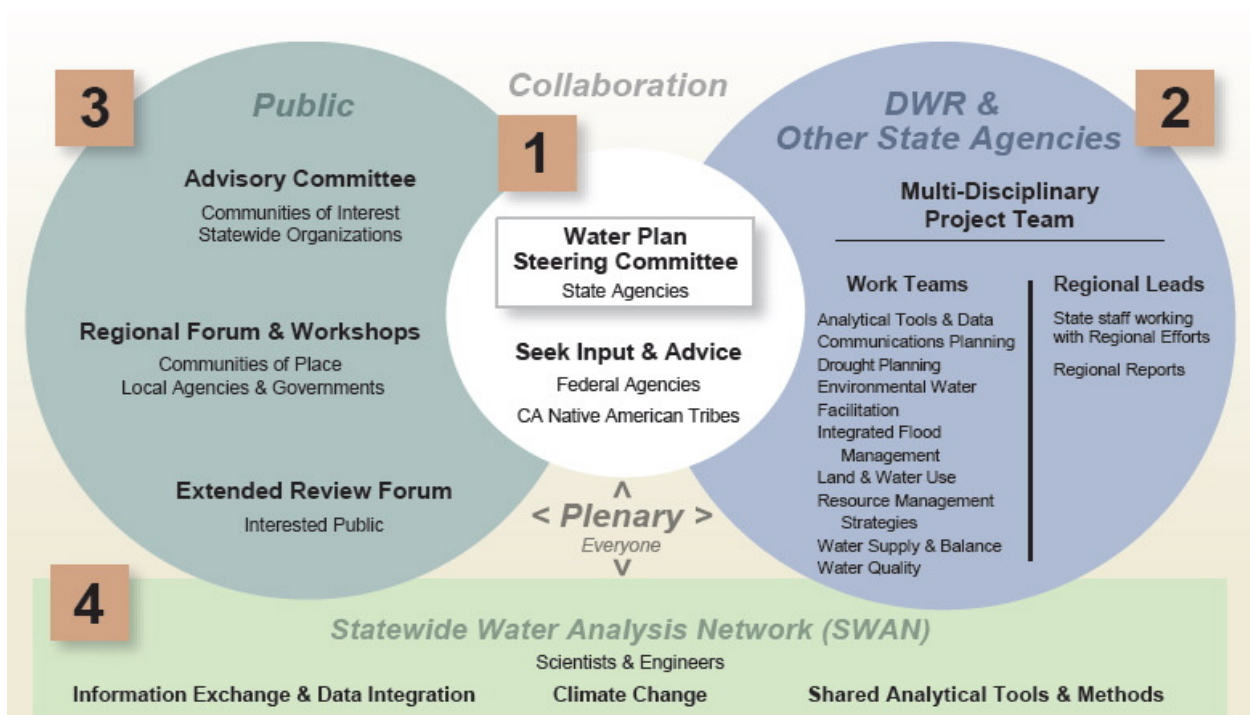 3
Public
Advisory Committee
Communities of Interest
Statewide Organizations
Regional Forum & Workshops
Communities of Place
Local Agencies & Governments
Extended Review Forum
Interested Public
Collaboration
1
Water Plan
Steering Committee
State Agencies
Seek Input & Advice
Federal Agencies
CA Native American Tribes
< Plenary >
Everyone
2
DWR &
Other State Agencies
Multi-Disciplinary
Project Team
Work Teams
Analytical Tools & Data
Communications Planning
Drought Planning
Environmental Water
Facilitation
Integrated Flood
Management
Land & Water Use
Resource Management
Strategies
Water Supply & Balance
Water Quality
Regional Leads
State staff working
with Regional Efforts
Regional Reports
4
Statewide Water Analysis Network (SWAN)
Scientists & Engineers
Information Exchange & Data Integration
Climate Change
Shared Analytical Tools & Methods